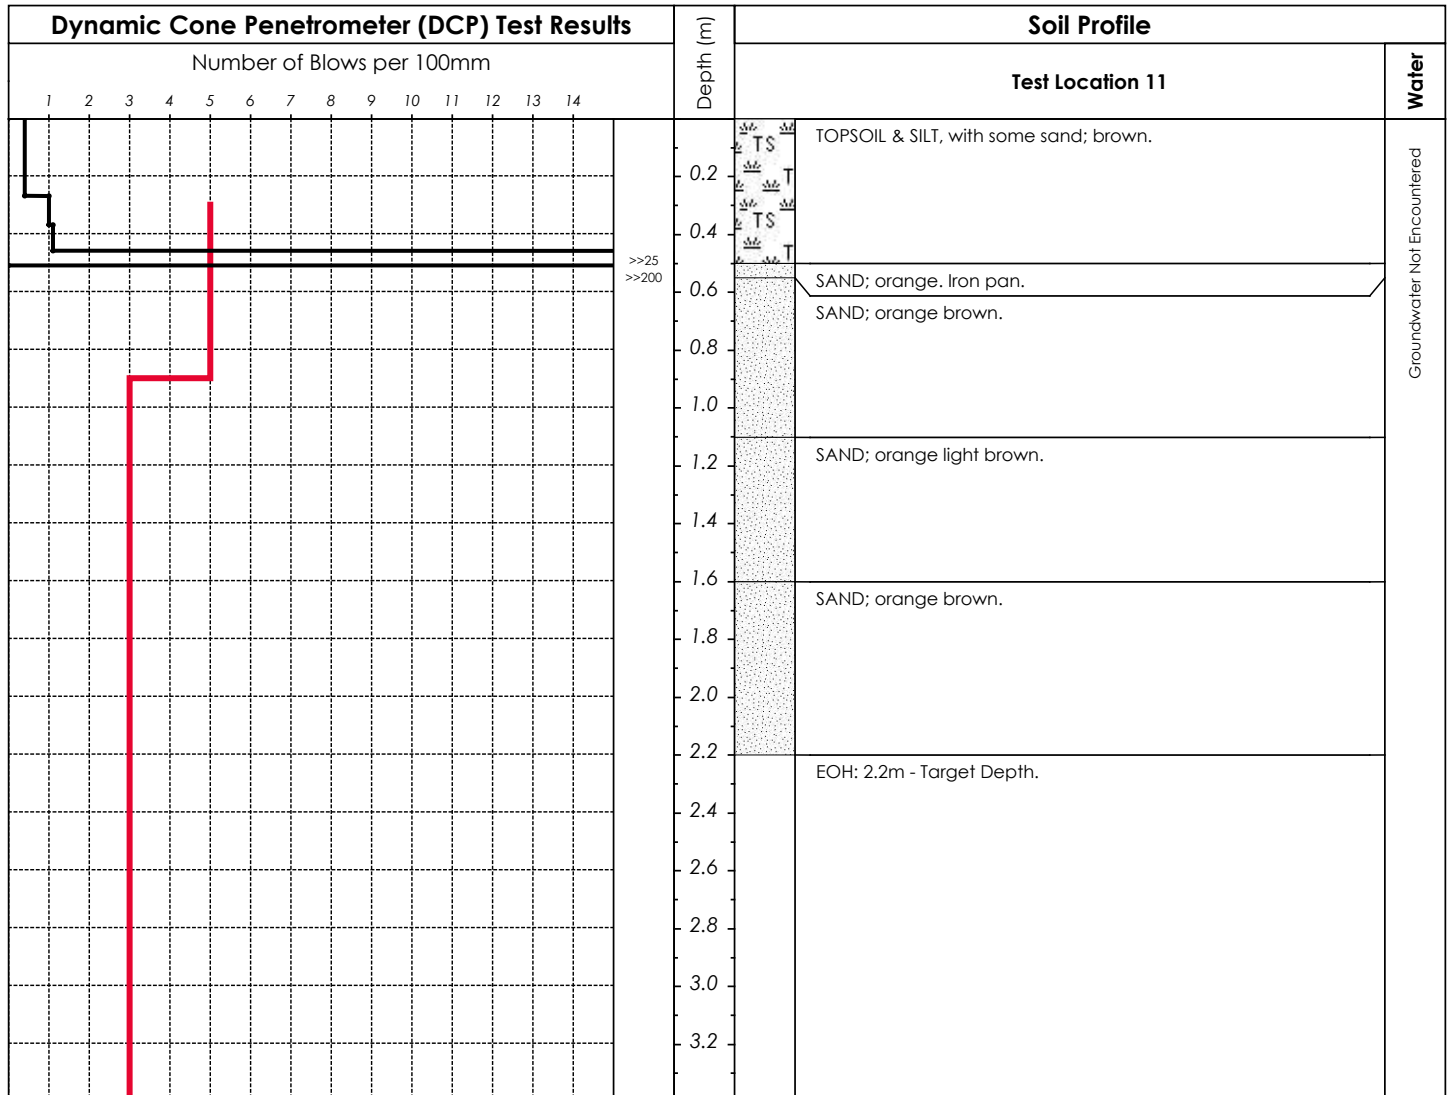 Dynamic Cone Penetrometer (DCP) Test Results
Number of Blows per 100mm
1 2 3 4 5 6 7 8 9 10 11 12 13 14
>>25
>>200
Depth (m)
0.2
0.4
0.6
0.8
1.0
1.2
1.4
1.6
1.8
2.0
2.2
2.4
2.6
2.8
3.0
3.2
Soil Profile
Test Location 11
Water
TS
T
TS
T
TOPSOIL & SILT, with some sand; brown.
SAND; orange. Iron pan.
SAND; orange brown.
SAND; orange light brown.
SAND; orange brown.
EOH: 2.2m - Target Depth.
Groundwater Not Encountered